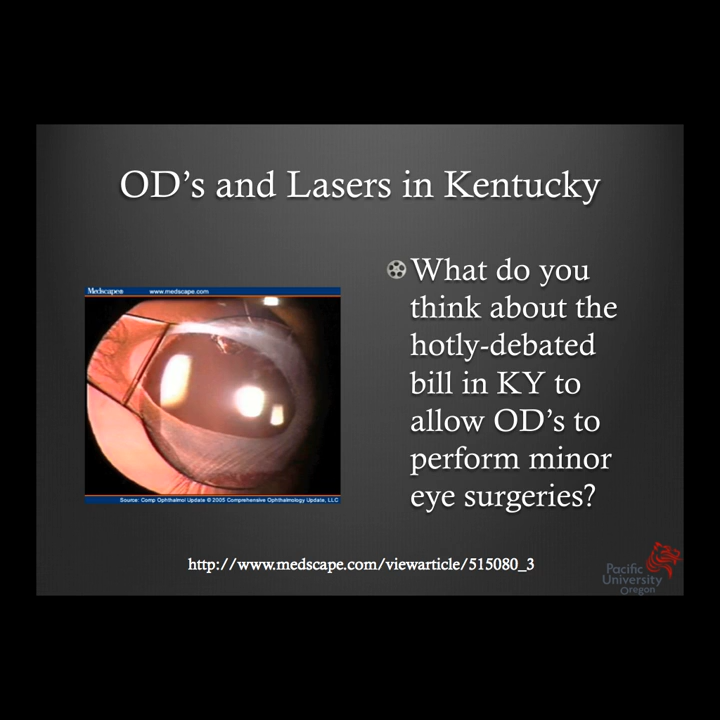 OD's and Lasers in Kentucky
Medscape® www.medscape.com
Source: Comp Ophthalmol Update © 2005 Comprehensive Ophthalmology Update, LLC
What do you
think about the
hotly-debated
bill in KY to
allow OD's to
perform minor
eye surgeries?
http://www.medscape.com/viewarticle/515080_3
Pacific
University
Oregon